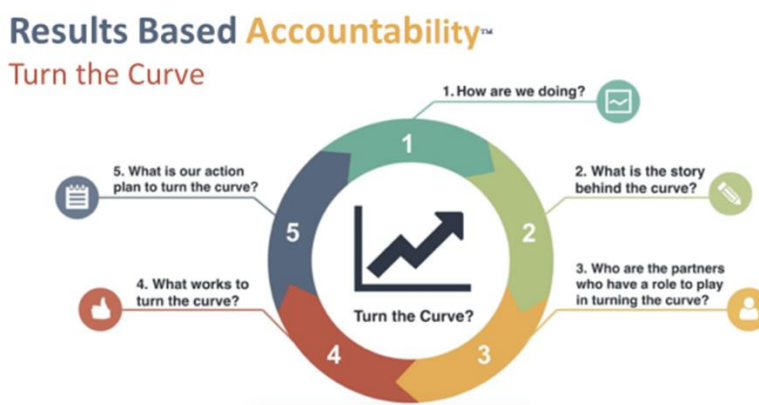 Results Based Accountability™
Turn the Curve
1. How are we doing?
2. What is the story
behind the curve?
3. Who are the partners
who have a role to play
in turning the curve?
4. What works to
turn the curve?
5. What is our action
plan to turn the curve?
1
2
3
4
5
Turn the Curve?